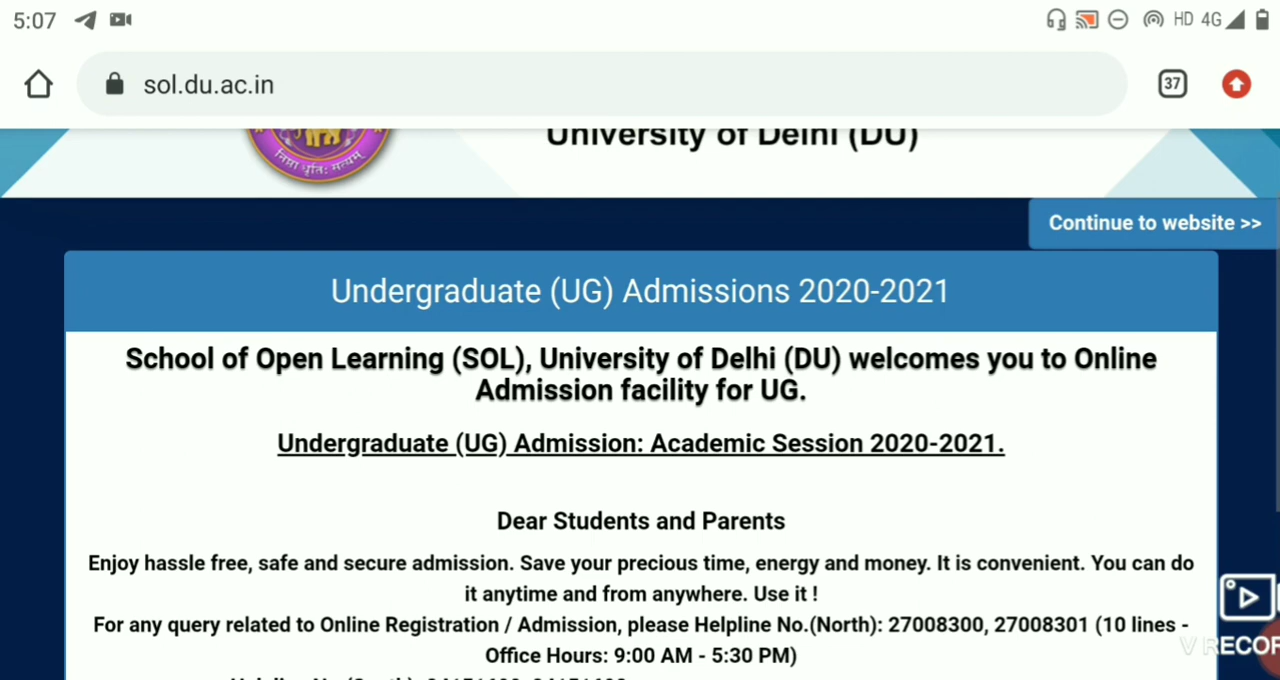 5:07
HD 4G
sol.du.ac.in
37
निष्ठा धृति: सत्यम्
University of Delhi (DU)
Continue to website >>
Undergraduate (UG) Admissions 2020-2021
School of Open Learning (SOL), University of Delhi (DU) welcomes you to Online
Admission facility for UG.
Undergraduate (UG) Admission: Academic Session 2020-2021.
Dear Students and Parents
Enjoy hassle free, safe and secure admission. Save your precious time, energy and money. It is convenient. You can do
it anytime and from anywhere. Use it !
For any query related to Online Registration / Admission, please Helpline No.(North): 27008300, 27008301 (10 lines -
Office Hours: 9:00 AM - 5:30 PM)
V RECOR